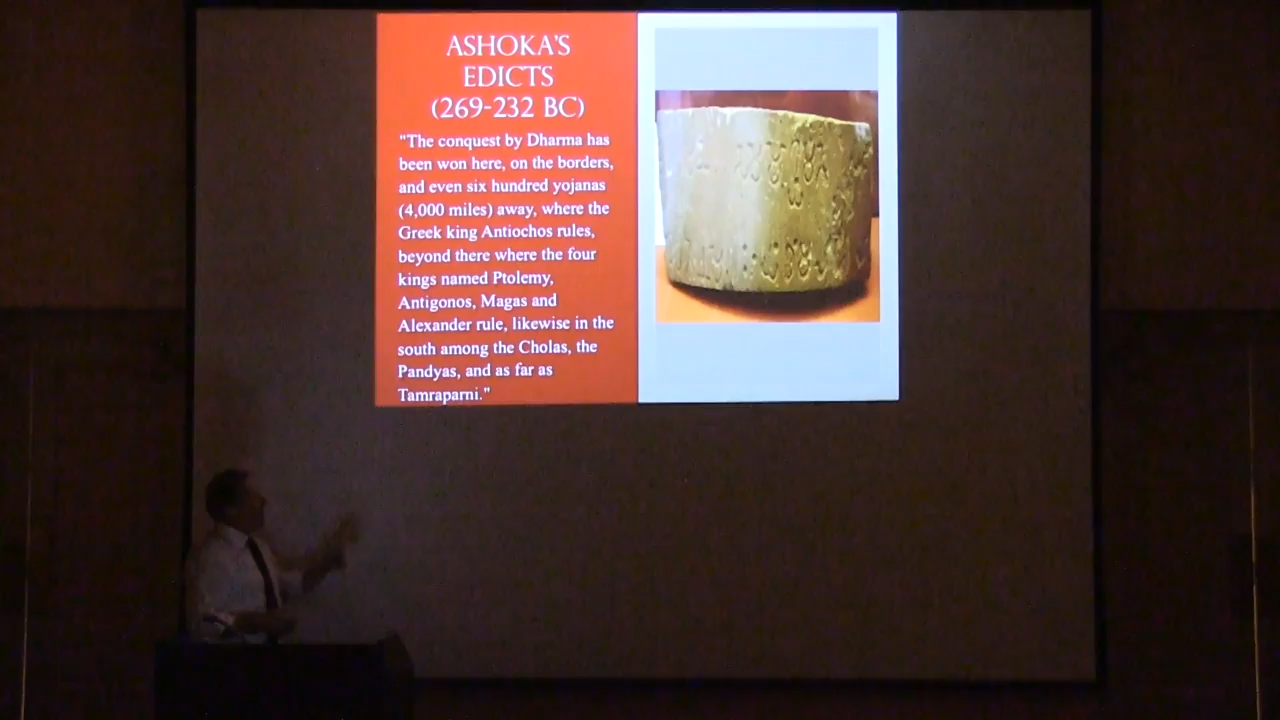 ASHOKA'S
EDICTS
(269-232 BC)
"The conquest by Dharma has
been won here, on the borders,
and even six hundred yojanas
(4,000 miles) away, where the
Greek king Antiochos rules,
beyond there where the four
kings named Ptolemy,
Antigonos, Magas and
Alexander rule, likewise in the
south among the Cholas, the
Pandyas, and as far as
Tamraparni."